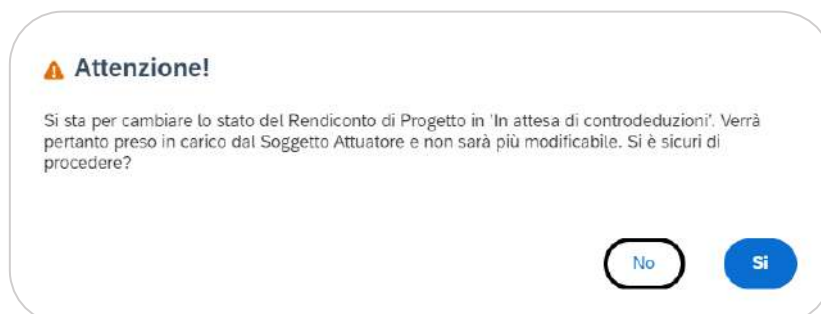 Attenzione!
Si sta per cambiare lo stato del Rendiconto di Progetto in 'In attesa di controdeduzioni'. Verrà
pertanto preso in carico dal Soggetto Attuatore e non sarà più modificabile. Si è sicuri di
procedere?
No
Si